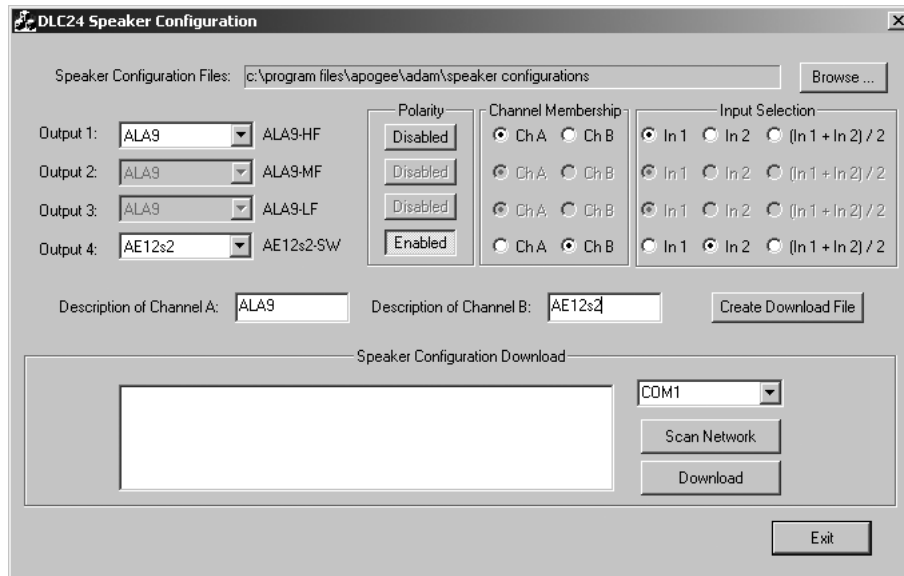 DLC24 Speaker Configuration
Speaker Configuration Files: c:\program files\apogee\adam\speaker configurations Browse ...
Polarity Channel Membership Input Selection
Output 1: ALA9 ALA9-HF Disabled Ch A Ch B In 1 In 2 (In 1 + In 2) / 2
Output 2: ALA9 ALA9-MF Disabled Ch A Ch B In 1 In 2 (In 1 + In 2) / 2
Output 3: ALA9 ALA9-LF Disabled Ch A Ch B In 1 In 2 (In 1 + In 2) / 2
Output 4: AE12s2 AE12s2-SW Enabled Ch A Ch B In 1 In 2 (In 1 + In 2) / 2
Description of Channel A: ALA9 Description of Channel B: AE12s2 Create Download File
Speaker Configuration Download
COM1
Scan Network
Download
Exit